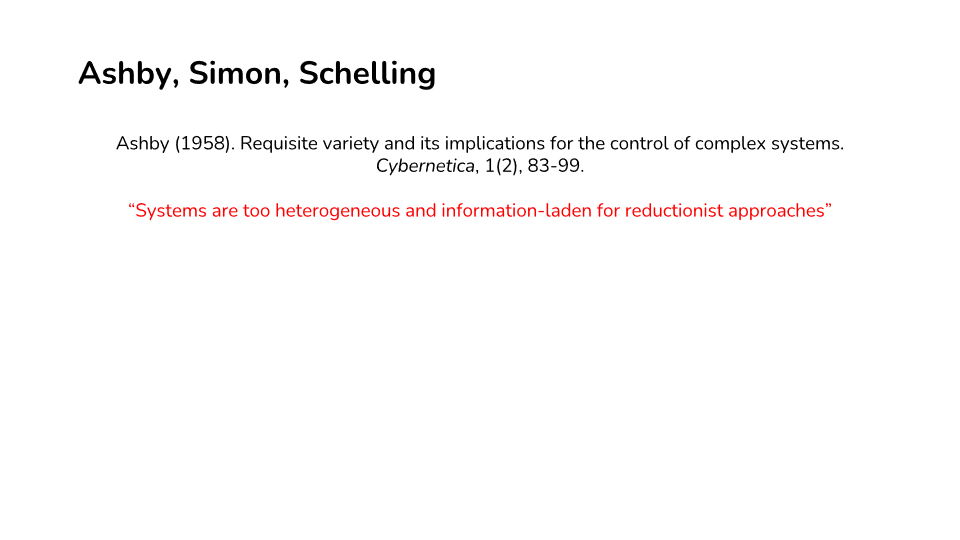 Ashby, Simon, Schelling
Ashby (1958). Requisite variety and its implications for the control of complex systems.
Cybernetica, 1(2), 83-99.
“Systems are too heterogeneous and information-laden for reductionist approaches”